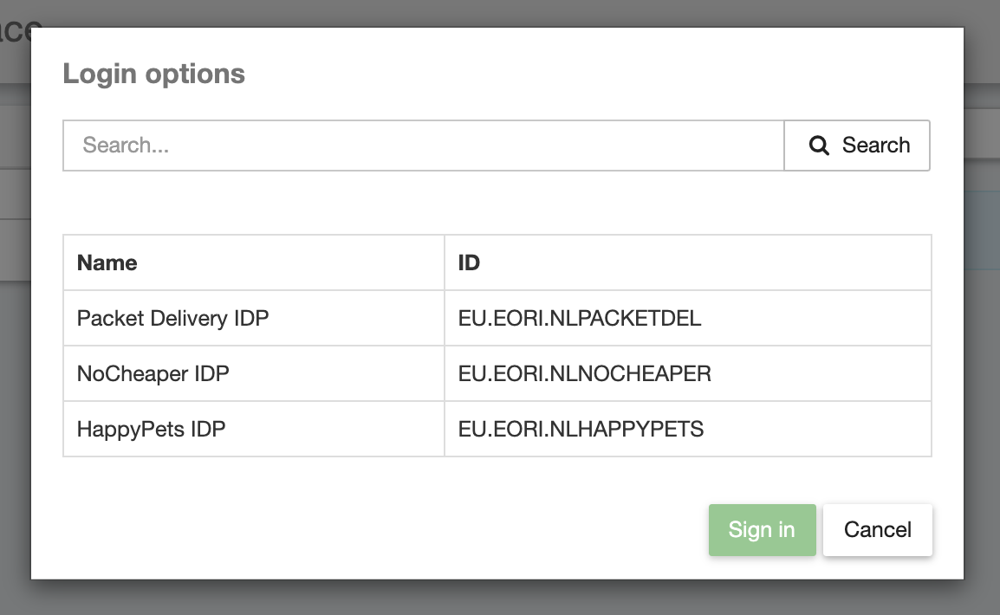 Login options
Search...
Search
Name ID
Packet Delivery IDP EU.EORI.NLPACKETDEL
NoCheaper IDP EU.EORI.NLNOCHEAPER
HappyPets IDP EU.EORI.NLHAPPYPETS
Sign in Cancel